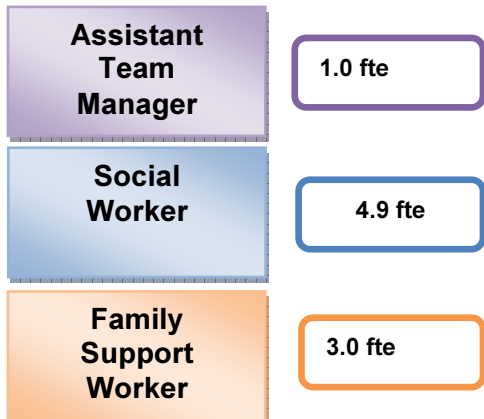 Assistant
Team
Manager
1.0 fte
Social
Worker
4.9 fte
Family
Support
Worker
3.0 fte